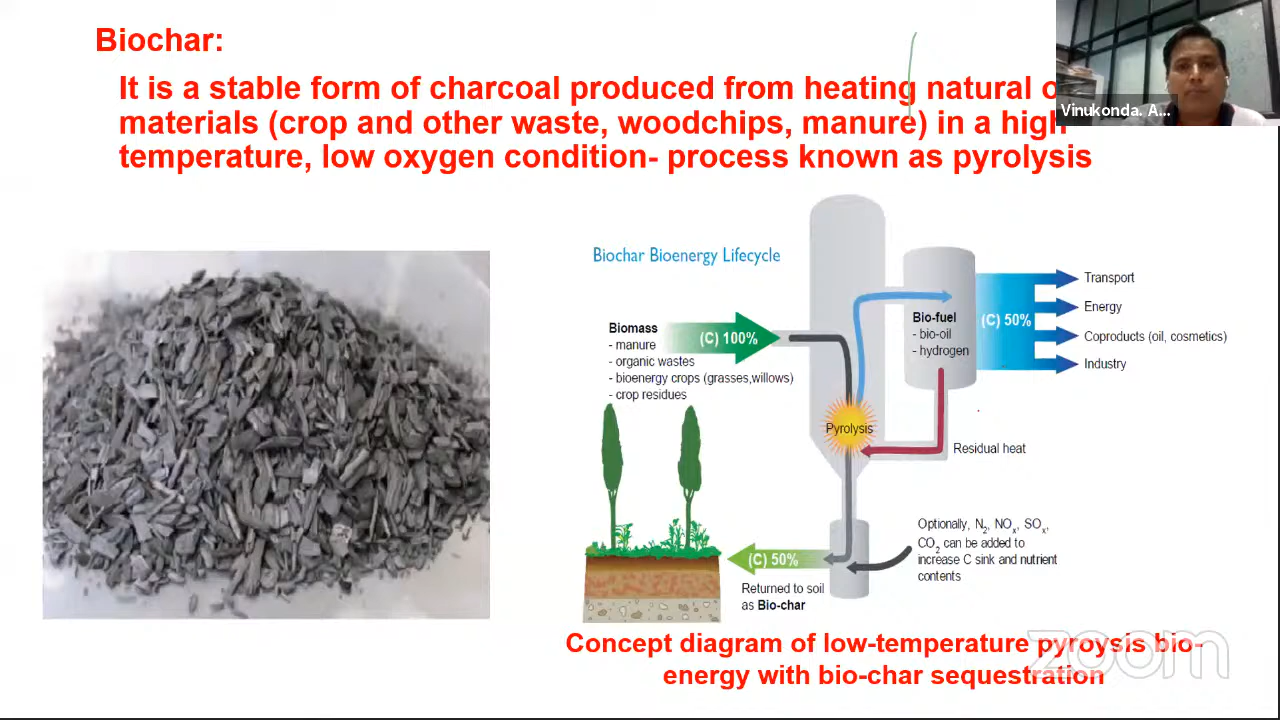 Biochar:
It is a stable form of charcoal produced from heating natural
materials (crop and other waste, woodchips, manure) in a high
temperature, low oxygen condition- process known as pyrolysis
Vinukonda. A...
Biochar Bioenergy Lifecycle
Biomass
- manure
- organic wastes
- bioenergy crops (grasses,willows)
- crop residues
(C) 100%
Pyrolysis
Bio-fuel
- bio-oil
- hydrogen
(C) 50%
Transport
Energy
Coproducts (oil, cosmetics)
Industry
Residual heat
Optionally, N₂, NOₓ, SOₓ,
CO₂ can be added to
increase C sink and nutrient
contents
(C) 50%
Returned to soil
as Bio-char
Concept diagram of low-temperature pyroysis bio-
energy with bio-char sequestration
zoom